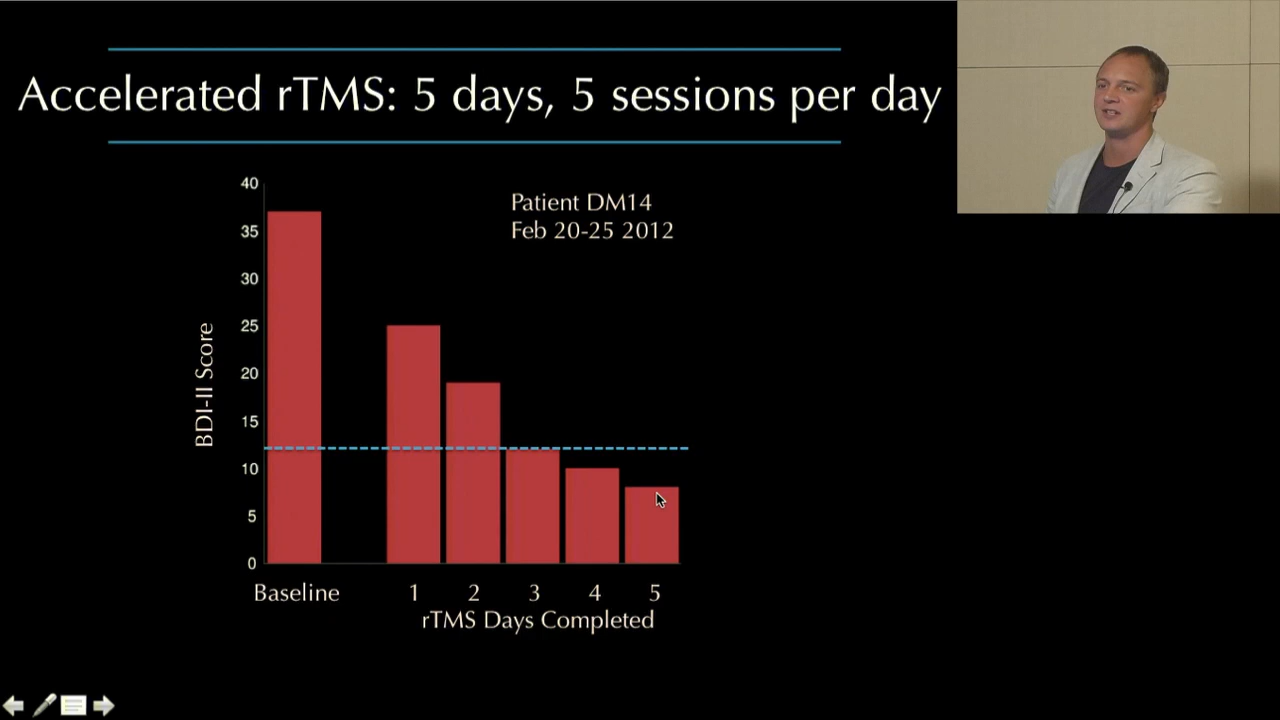 Accelerated rTMS: 5 days, 5 sessions per day
Patient DM14
Feb 20-25 2012
40
35
30
25
20
15
10
5
0
BDI-II Score
Baseline 1 2 3 4 5
rTMS Days Completed